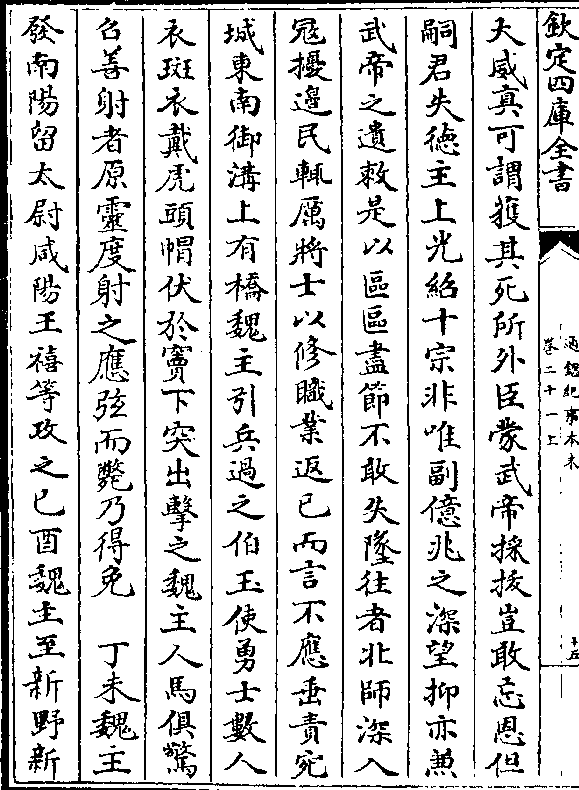 欽定四庫全書
通鑑紀事本末
卷二十一上
十五
大威真可謂獲其死所外臣蒙武帝採拔豈敢忘恩但
嗣君失徳主上光紹十宗非唯副億兆之深望抑亦兼
武帝之遺敕是以區區盡節不敢失墜往者北師深入
冦擾邊民輒厲將士以修職業返已而言不應垂責宛
城東南御溝上有橋魏主引兵過之伯玉使勇士數人
衣斑衣戴虎頭帽伏於竇下突出擊之魏主人馬俱驚
召善射者原靈度射之應弦而斃乃得免 丁未魏主
發南陽留太尉咸陽王禧等攻之已酉魏主至新野新